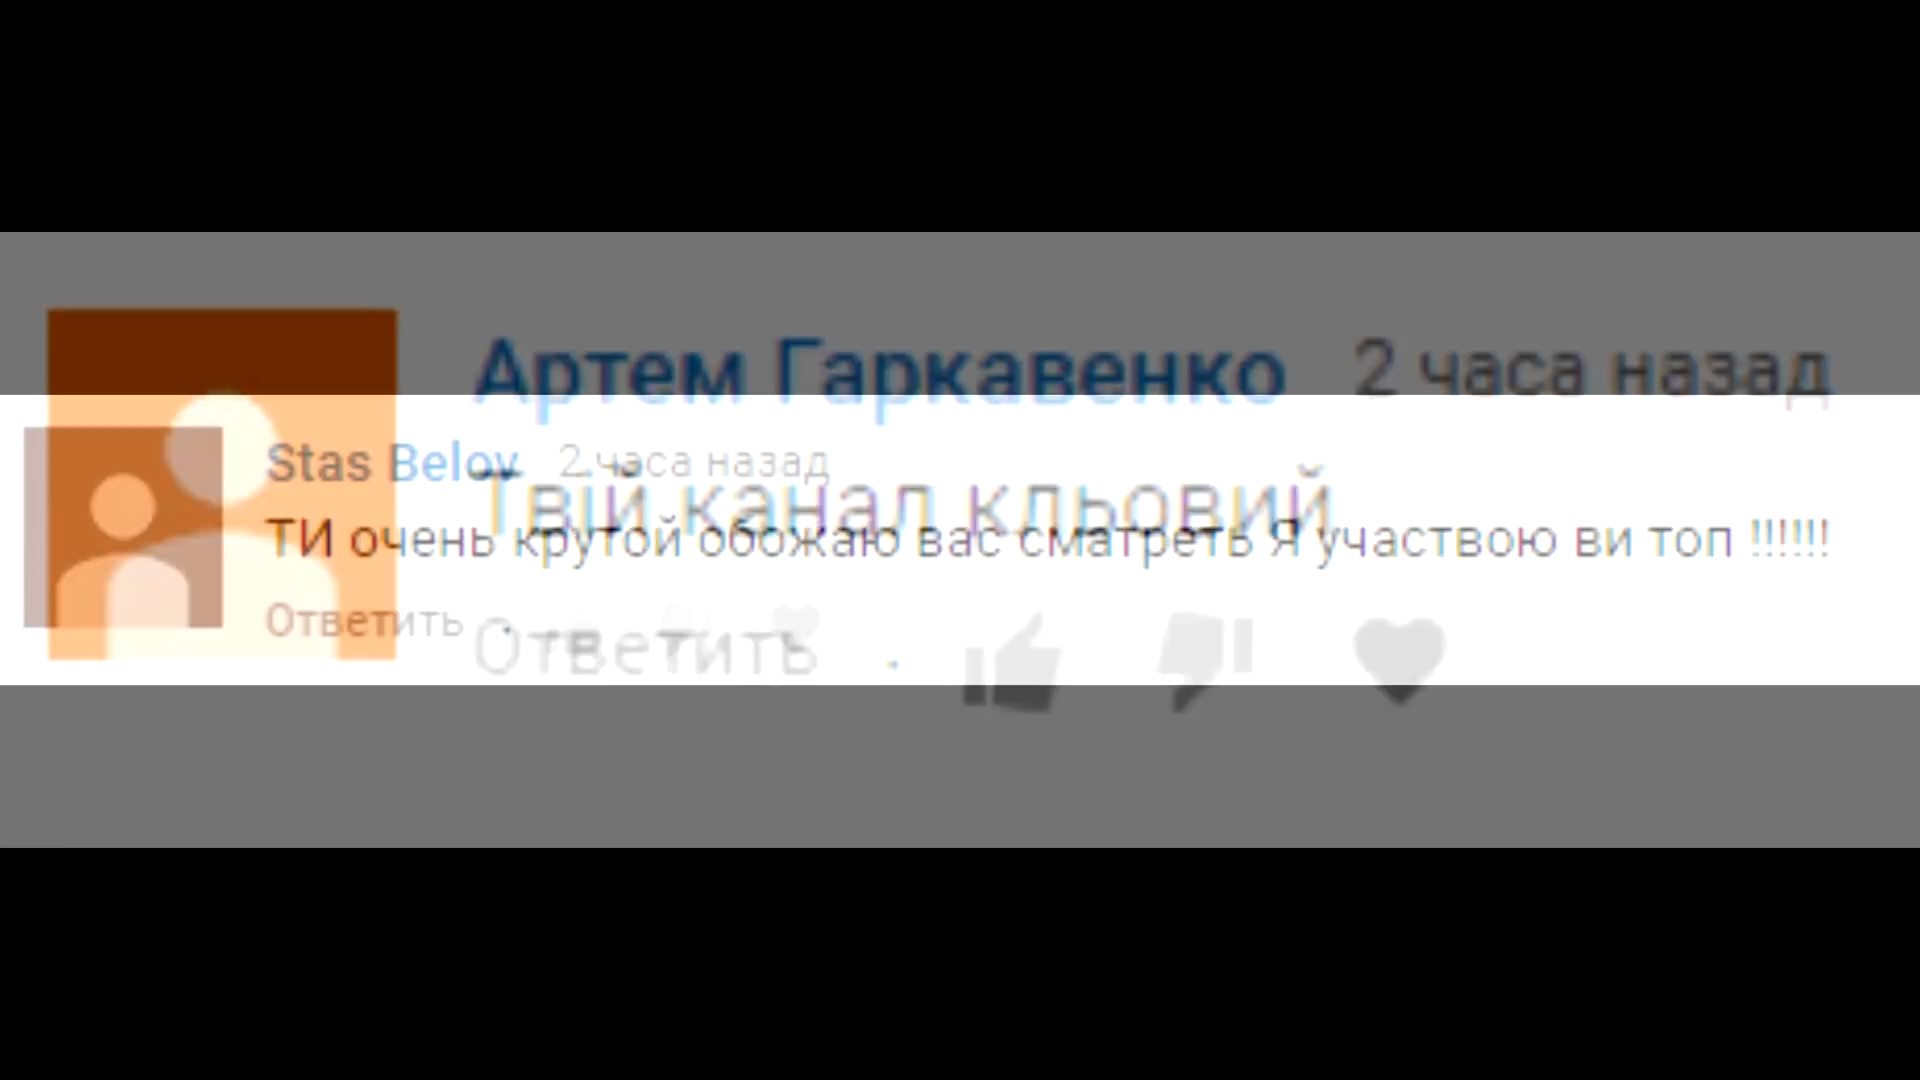 Артем Гаркавенко 2 часа назад
Твій канал кльовий
Ответить
Stas Belov 2 часа назад
ТИ очень крутой обожаю вас сматреть Я участвою ви топ !!!!!!
Ответить